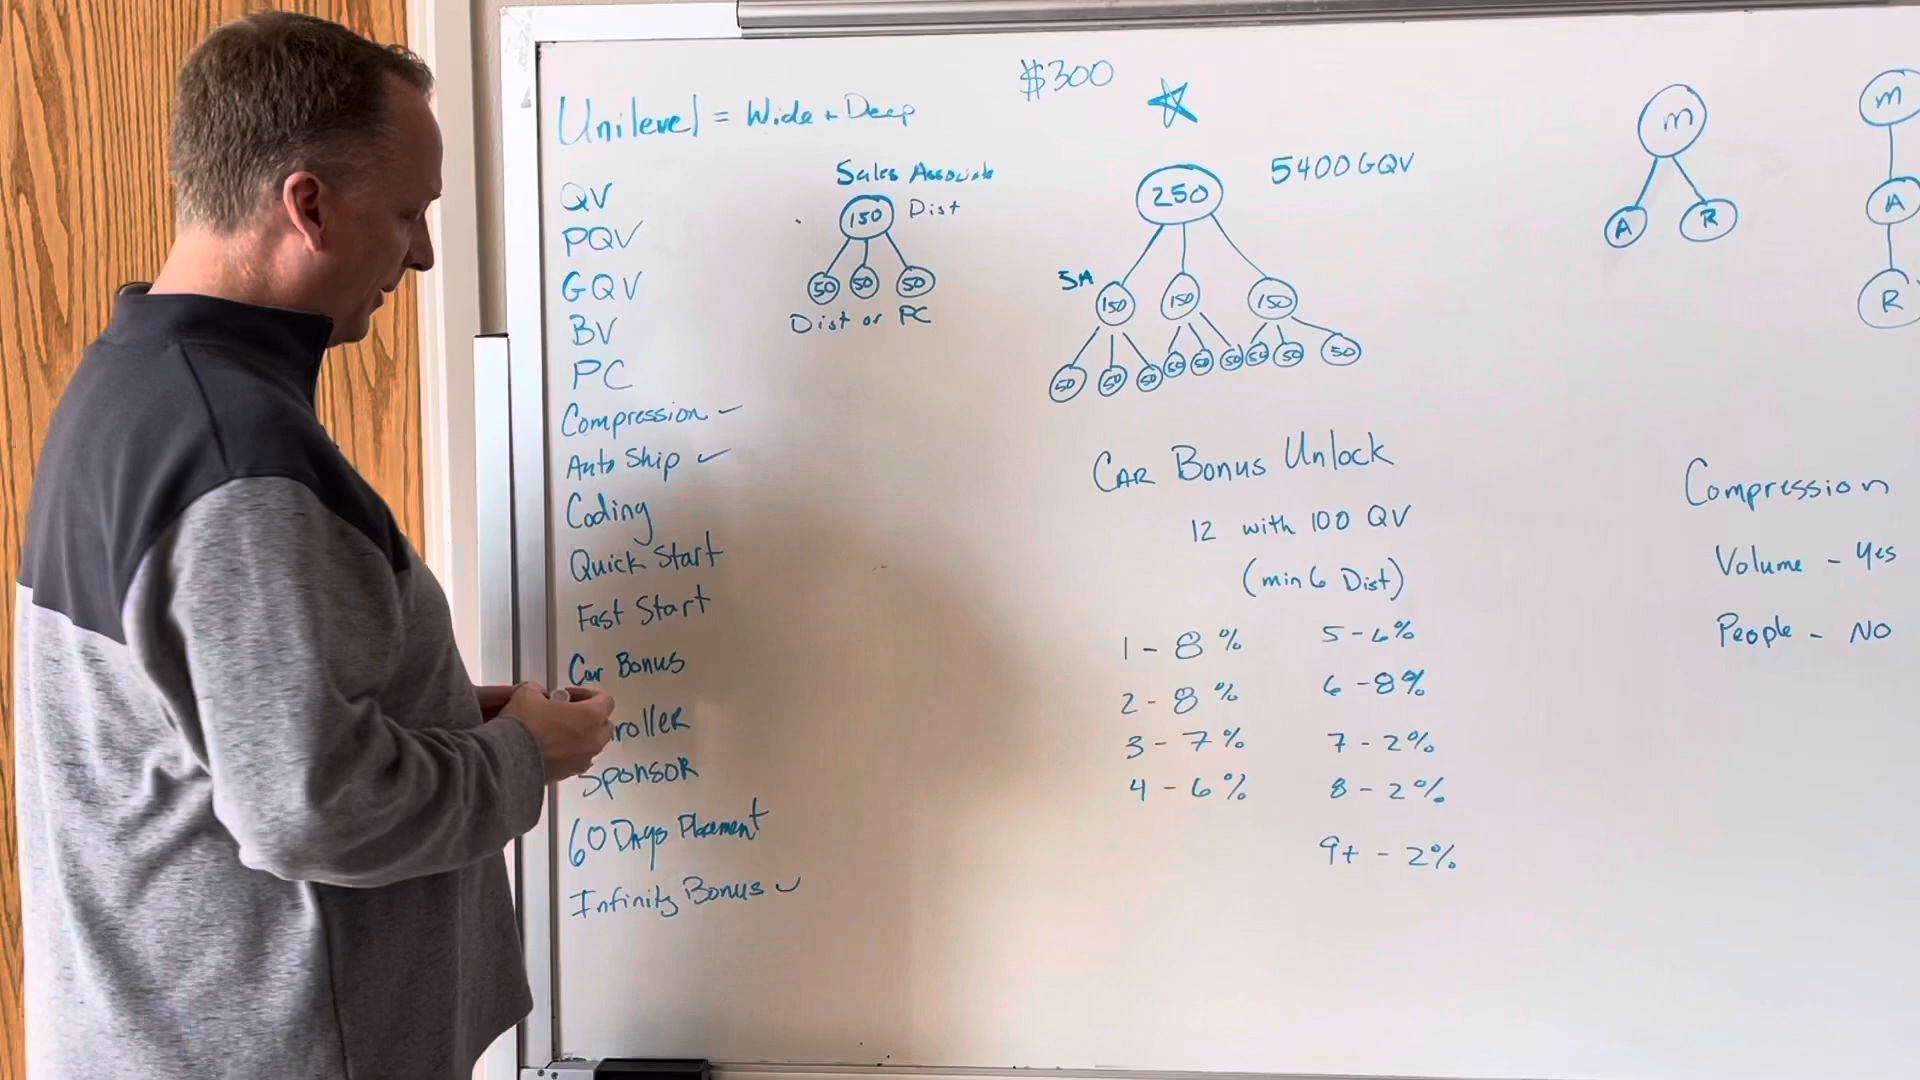 Unilevel = Wide + Deep
QV
PQV
GQV
BV
PC
Compression
Auto Ship
Coding
Quick Start
Fast Start
Car Bonus
roller
Sponsor
60 Days Placement
Infinity Bonus
Sales Associate
150 Dist
50 50 50
Dist or PC
$300
5400 GQV
250
SA
150 150 150
50 50 50 50 50 50 50 50 50
CAR BONUS UNLOCK
12 with 100 QV
(min 6 Dist)
1 - 8%
2 - 8%
3 - 7%
4 - 6%
5 - 6%
6 - 8%
7 - 2%
8 - 2%
9+ - 2%
m
A R
m
A
R
Compression
Volume - Yes
People - NO